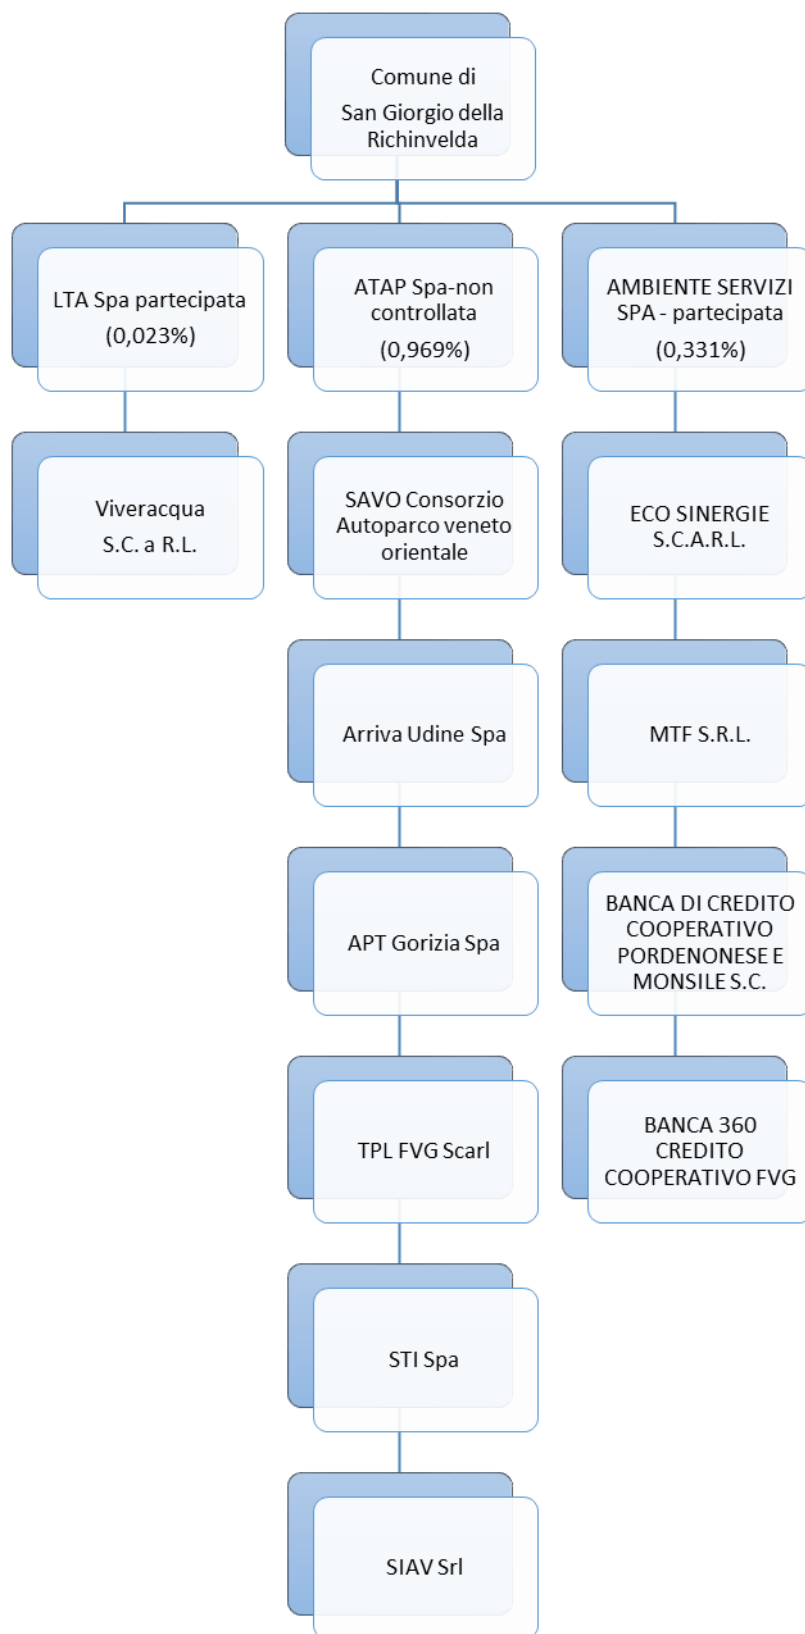 Comune di
San Giorgio della
Richinvelda
LTA Spa partecipata
(0,023%)
ATAP Spa-non
controllata
(0,969%)
AMBIENTE SERVIZI
SPA - partecipata
(0,331%)
Viveracqua
S.C. a R.L.
SAVO Consorzio
Autoparco veneto
orientale
ECO SINERGIE
S.C.A.R.L.
Arriva Udine Spa
MTF S.R.L.
APT Gorizia Spa
BANCA DI CREDITO
COOPERATIVO
PORDENONESE E
MONSILE S.C.
TPL FVG Scarl
BANCA 360
CREDITO
COOPERATIVO FVG
STI Spa
SIAV Srl